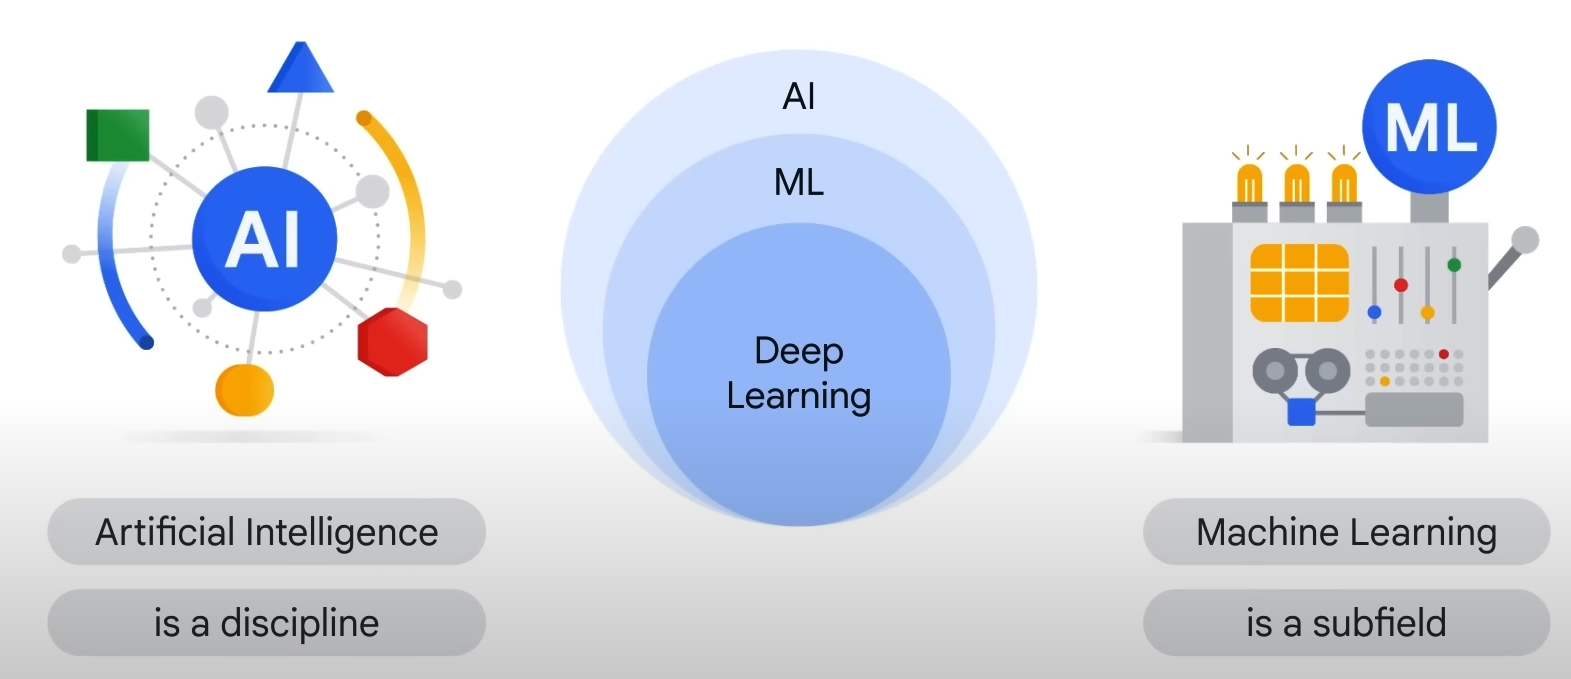 AI
Artificial Intelligence
is a discipline
AI
ML
Deep
Learning
ML
Machine Learning
is a subfield